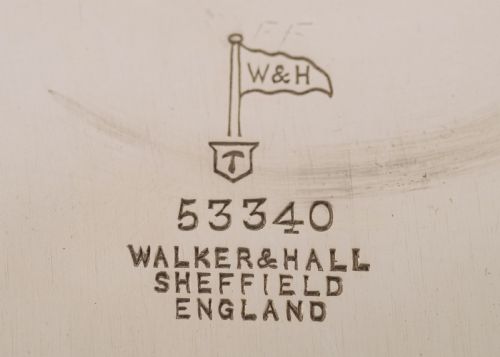 W&H
T
53340
WALKER&HALL
SHEFFIELD
ENGLAND